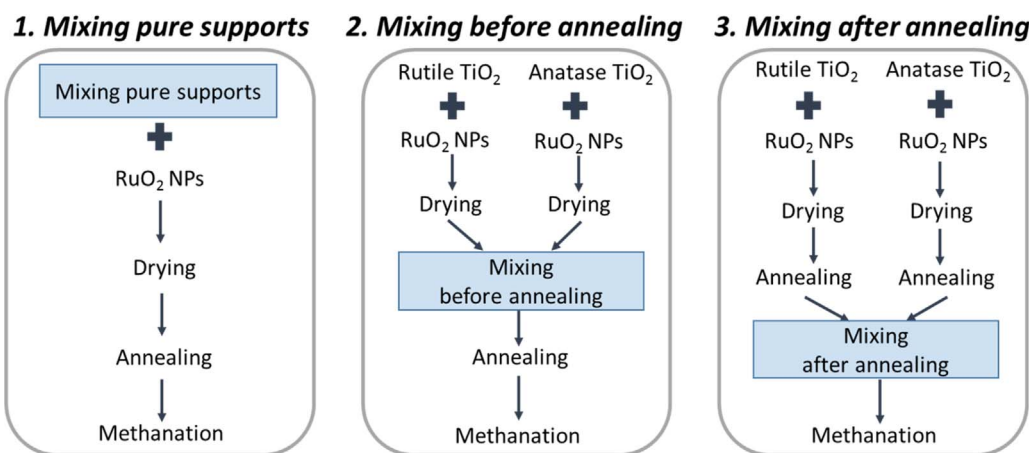 1. Mixing pure supports
Mixing pure supports
RuO₂ NPs
Drying
Annealing
Methanation
2. Mixing before annealing
Rutile TiO₂ Anatase TiO₂
RuO₂ NPs RuO₂ NPs
Drying Drying
Mixing
before annealing
Annealing
Methanation
3. Mixing after annealing
Rutile TiO₂ Anatase TiO₂
RuO₂ NPs RuO₂ NPs
Drying Drying
Annealing Annealing
Mixing
after annealing
Methanation